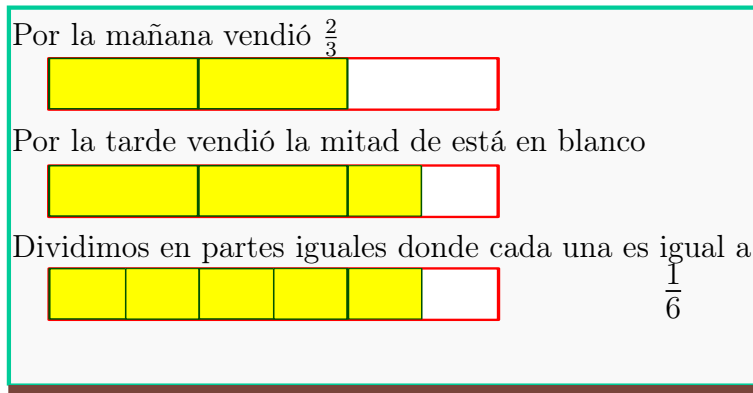 Por la mañana vendió 2/3
Por la tarde vendió la mitad de está en blanco
Dividimos en partes iguales donde cada una es igual a
1/6